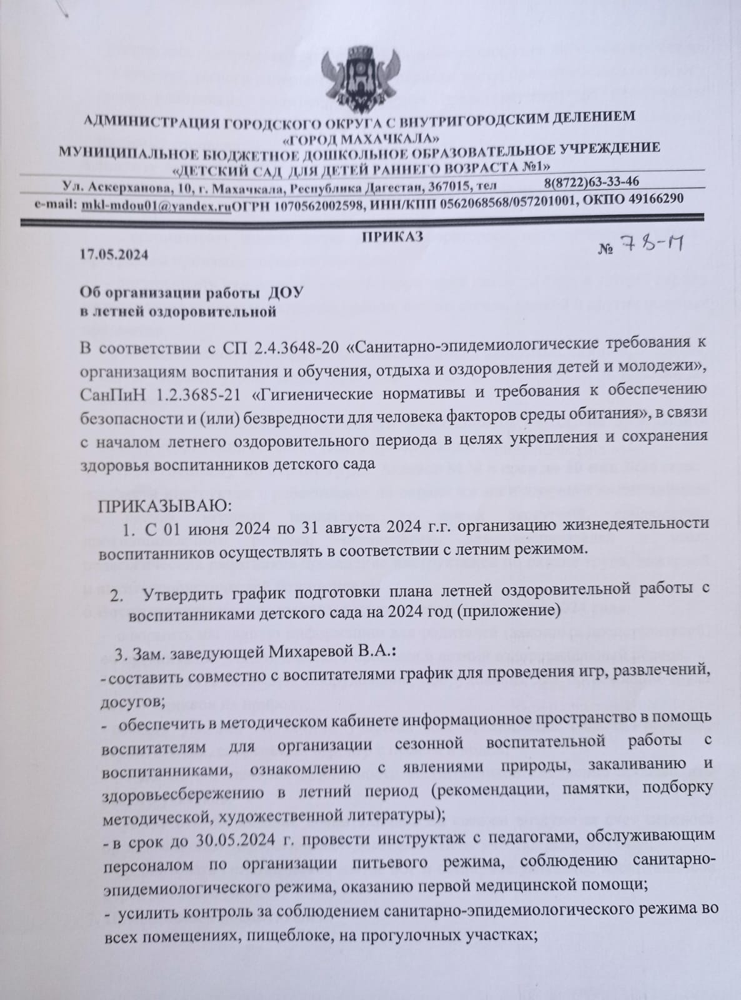 АДМИНИСТРАЦИЯ ГОРОДСКОГО ОКРУГА С ВНУТРИГОРОДСКИМ ДЕЛЕНИЕМ
«ГОРОД МАХАЧКАЛА»
МУНИЦИПАЛЬНОЕ БЮДЖЕТНОЕ ДОШКОЛЬНОЕ ОБРАЗОВАТЕЛЬНОЕ УЧРЕЖДЕНИЕ
«ДЕТСКИЙ САД ДЛЯ ДЕТЕЙ РАННЕГО ВОЗРАСТА №1»
Ул. Аскерханова, 10, г. Махачкала, Республика Дагестан, 367015, тел 8(8722)63-33-46
e-mail: mkl-mdou01@yandex.ruОГРН 1070562002598, ИНН/КПП 0562068568/057201001, ОКПО 49166290
ПРИКАЗ
17.05.2024 № 78-П
Об организации работы ДОУ
в летней оздоровительной
В соответствии с СП 2.4.3648-20 «Санитарно-эпидемиологические требования к
организациям воспитания и обучения, отдыха и оздоровления детей и молодежи»,
СанПиН 1.2.3685-21 «Гигиенические нормативы и требования к обеспечению
безопасности и (или) безвредности для человека факторов среды обитания», в связи
с началом летнего оздоровительного периода в целях укрепления и сохранения
здоровья воспитанников детского сада
ПРИКАЗЫВАЮ:
1. С 01 июня 2024 по 31 августа 2024 г.г. организацию жизнедеятельности
воспитанников осуществлять в соответствии с летним режимом.
2. Утвердить график подготовки плана летней оздоровительной работы с
воспитанниками детского сада на 2024 год (приложение)
3. Зам. заведующей Михаревой В.А.:
-составить совместно с воспитателями график для проведения игр, развлечений,
досугов;
- обеспечить в методическом кабинете информационное пространство в помощь
воспитателям для организации сезонной воспитательной работы с
воспитанниками, ознакомлению с явлениями природы, закаливанию и
здоровьесбережению в летний период (рекомендации, памятки, подборку
методической, художественной литературы);
-в срок до 30.05.2024 г. провести инструктаж с педагогами, обслуживающим
персоналом по организации питьевого режима, соблюдению санитарно-
эпидемиологического режима, оказанию первой медицинской помощи;
- усилить контроль за соблюдением санитарно-эпидемиологического режима во
всех помещениях, пищеблоке, на прогулочных участках;